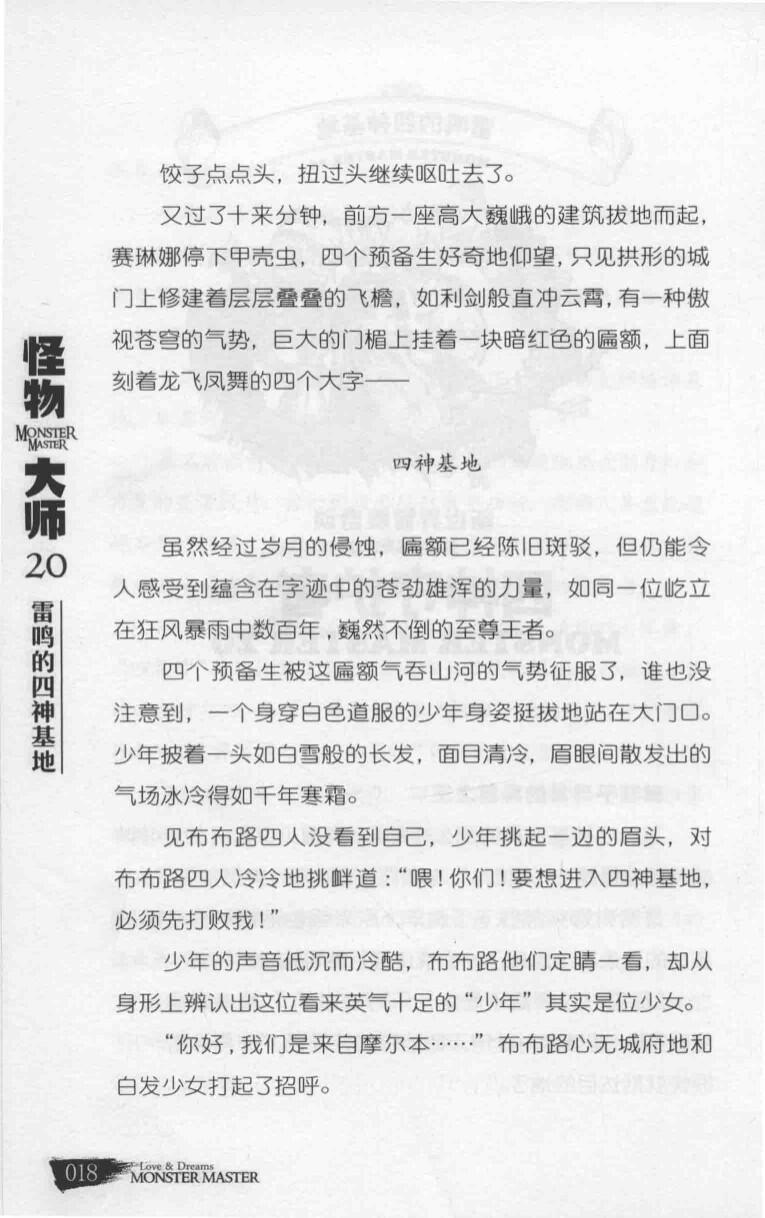 饺子点点头，扭过头继续呕吐去了。
又过了十来分钟，前方一座高大巍峨的建筑拔地而起，
赛琳娜停下甲壳虫，四个预备生好奇地仰望，只见拱形的城
门上修建着层层叠叠的飞檐，如利剑般直冲云霄，有一种傲
视苍穹的气势，巨大的门楣上挂着一块暗红色的匾额，上面
刻着龙飞凤舞的四个大字——
四神基地
虽然经过岁月的侵蚀，匾额已经陈旧斑驳，但仍能令
人感受到蕴含在字迹中的苍劲雄浑的力量，如同一位屹立
在狂风暴雨中数百年，巍然不倒的至尊王者。
四个预备生被这匾额气吞山河的气势征服了，谁也没
注意到，一个身穿白色道服的少年身姿挺拔地站在大门口。
少年披着一头如白雪般的长发，面目清冷，眉眼间散发出的
气场冰冷得如千年寒霜。
见布布路四人没看到自己，少年挑起一边的眉头，对
布布路四人冷冷地挑衅道：“喂！你们！要想进入四神基地，
必须先打败我！”
少年的声音低沉而冷酷，布布路他们定睛一看，却从
身形上辨认出这位看来英气十足的“少年”其实是位少女。
“你好，我们是来自摩尔本……”布布路心无城府地和
白发少女打起了招呼。
怪物
MONSTER
MASTER
大师
20
雷鸣的四神基地
018
Love & Dreams
MONSTER MASTER